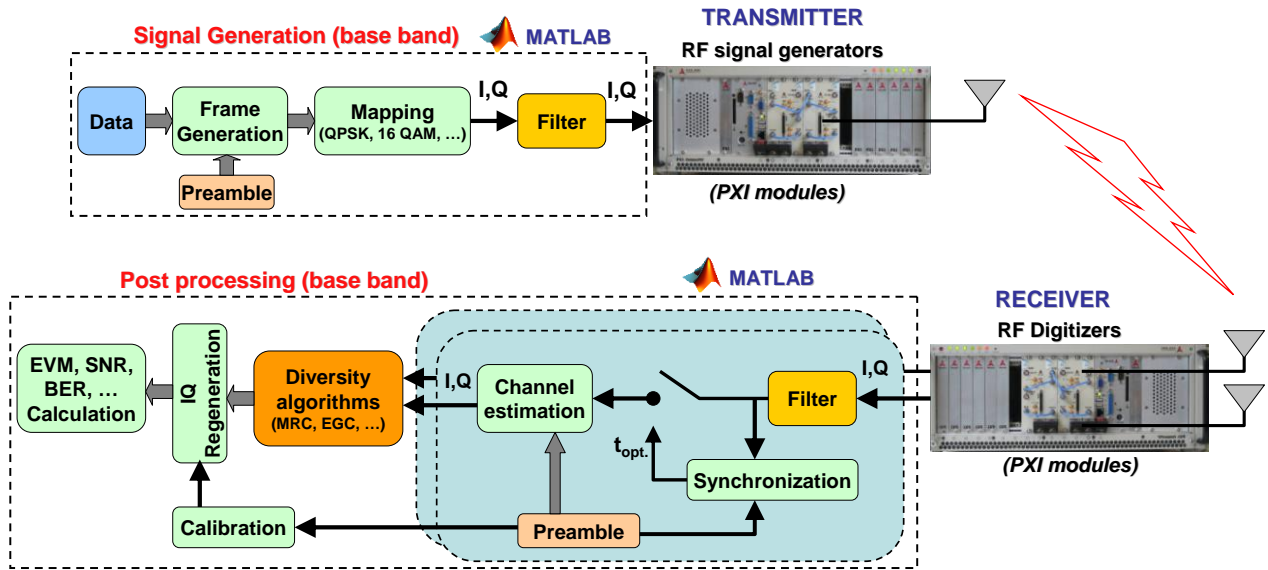 TRANSMITTER
Signal Generation (base band)
MATLAB
RF signal generators
Data
Frame
Generation
Mapping
(QPSK, 16 QAM, …)
I,Q
Filter
I,Q
Preamble
(PXI modules)
Post processing (base band)
MATLAB
RECEIVER
RF Digitizers
EVM, SNR,
BER, …
Calculation
IQ
Regeneration
Diversity
algorithms
(MRC, EGC, …)
I,Q
Channel
estimation
Filter
I,Q
topt.
Synchronization
(PXI modules)
Calibration
Preamble